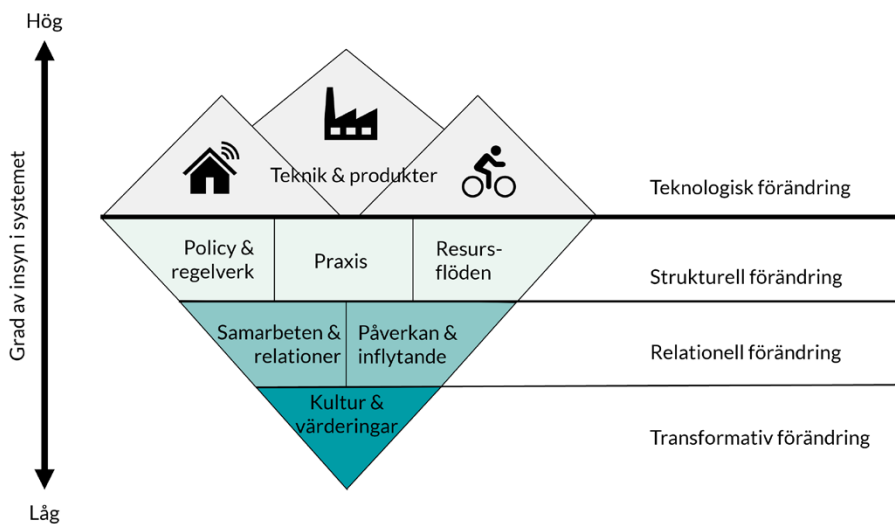 Hög
Grad av insyn i systemet
Låg
Teknik & produkter
Teknologisk förändring
Policy &
regelverk
Praxis
Resurs-
flöden
Strukturell förändring
Samarbeten &
relationer
Påverkan &
inflytande
Relationell förändring
Kultur &
värderingar
Transformativ förändring